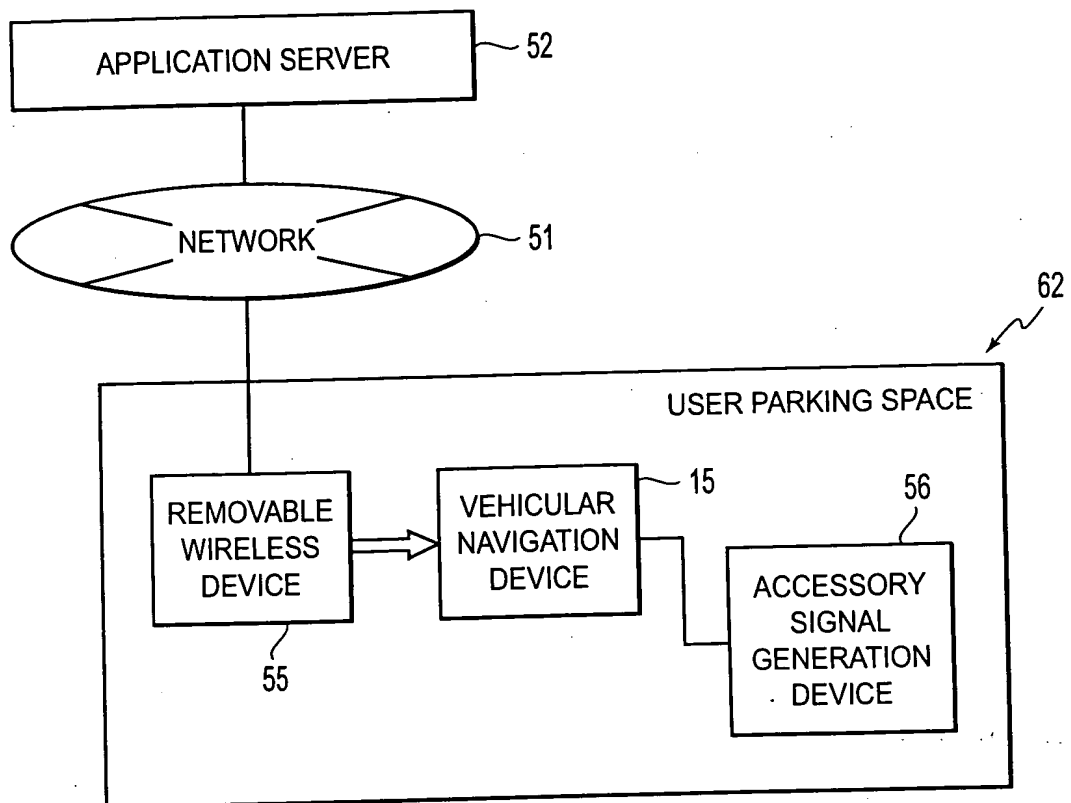 APPLICATION SERVER
52
NETWORK
51
62
USER PARKING SPACE
REMOVABLE
WIRELESS
DEVICE
55
VEHICULAR
NAVIGATION
DEVICE
15
56
ACCESSORY
SIGNAL
GENERATION
DEVICE